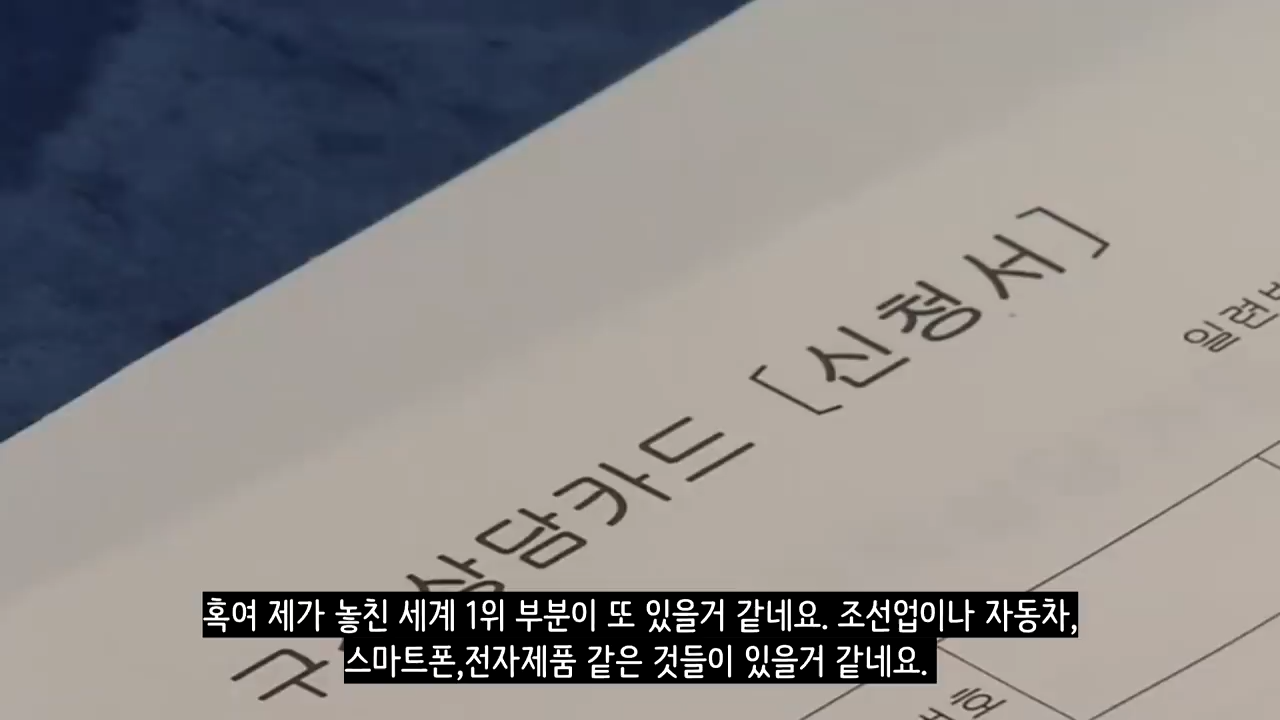 상담카드 [신청서]
혹여 제가 놓친 세계 1위 부분이 또 있을거 같네요. 조선업이나 자동차,
스마트폰,전자제품 같은 것들이 있을거 같네요.